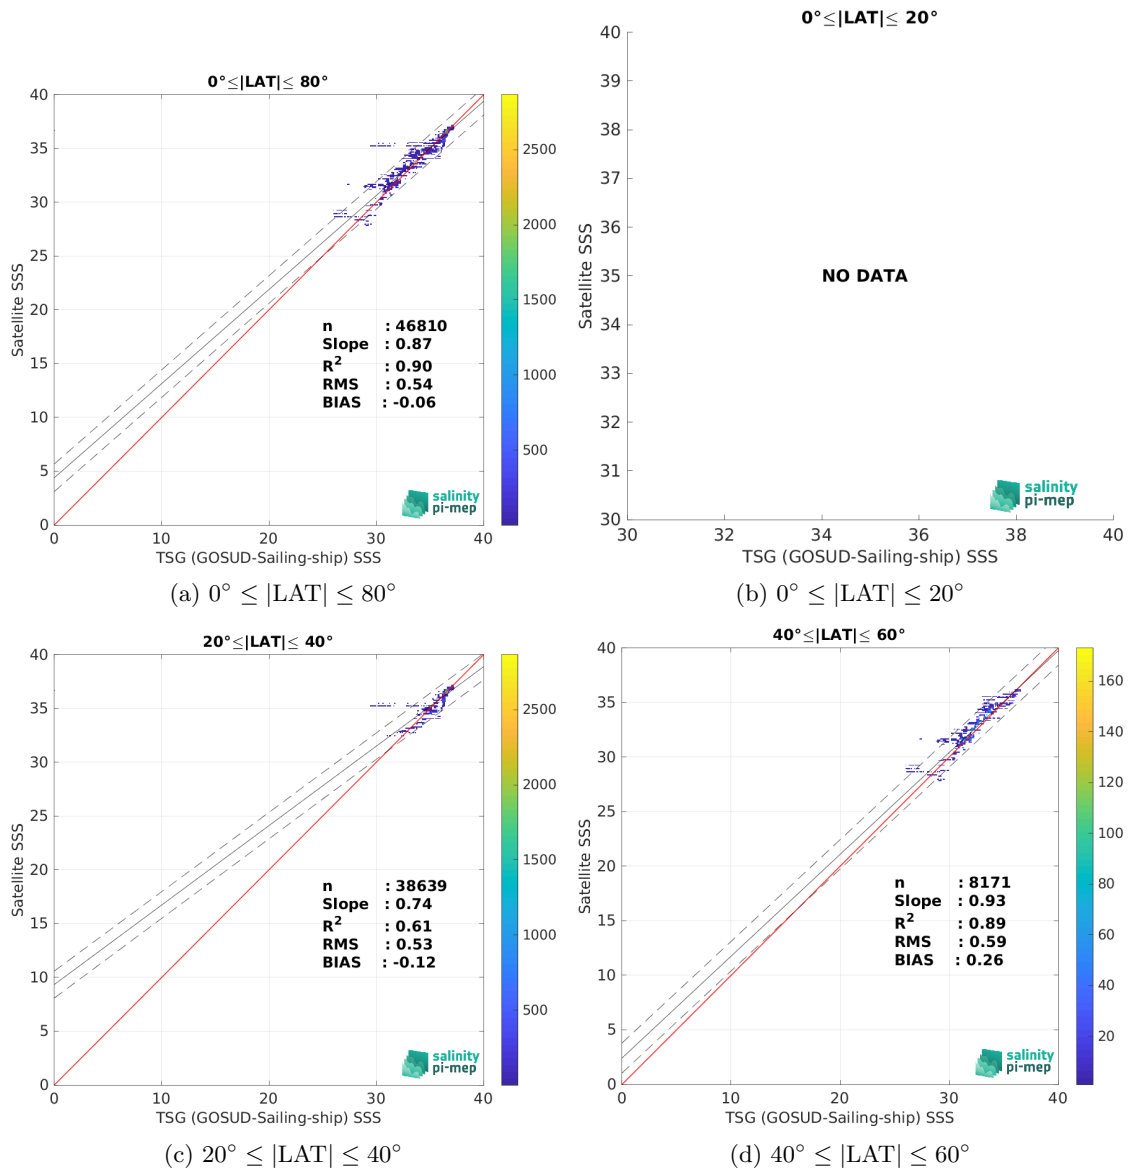 0°≤|LAT|≤ 80°
40
35
30
25
20
15
10
5
0
Satellite SSS
n : 46810
Slope : 0.87
R² : 0.90
RMS : 0.54
BIAS : -0.06
salinity
pi-mep
0 10 20 30 40
TSG (GOSUD-Sailing-ship) SSS
2500
2000
1500
1000
500
(a) 0° ≤ |LAT| ≤ 80°
0°≤|LAT|≤ 20°
40
39
38
37
36
35
34
33
32
31
30
Satellite SSS
NO DATA
salinity
pi-mep
30 32 34 36 38 40
TSG (GOSUD-Sailing-ship) SSS
(b) 0° ≤ |LAT| ≤ 20°
20°≤|LAT|≤ 40°
40
35
30
25
20
15
10
5
0
Satellite SSS
n : 38639
Slope : 0.74
R² : 0.61
RMS : 0.53
BIAS : -0.12
salinity
pi-mep
0 10 20 30 40
TSG (GOSUD-Sailing-ship) SSS
2500
2000
1500
1000
500
(c) 20° ≤ |LAT| ≤ 40°
40°≤|LAT|≤ 60°
40
35
30
25
20
15
10
5
0
Satellite SSS
n : 8171
Slope : 0.93
R² : 0.89
RMS : 0.59
BIAS : 0.26
salinity
pi-mep
0 10 20 30 40
TSG (GOSUD-Sailing-ship) SSS
160
140
120
100
80
60
40
20
(d) 40° ≤ |LAT| ≤ 60°